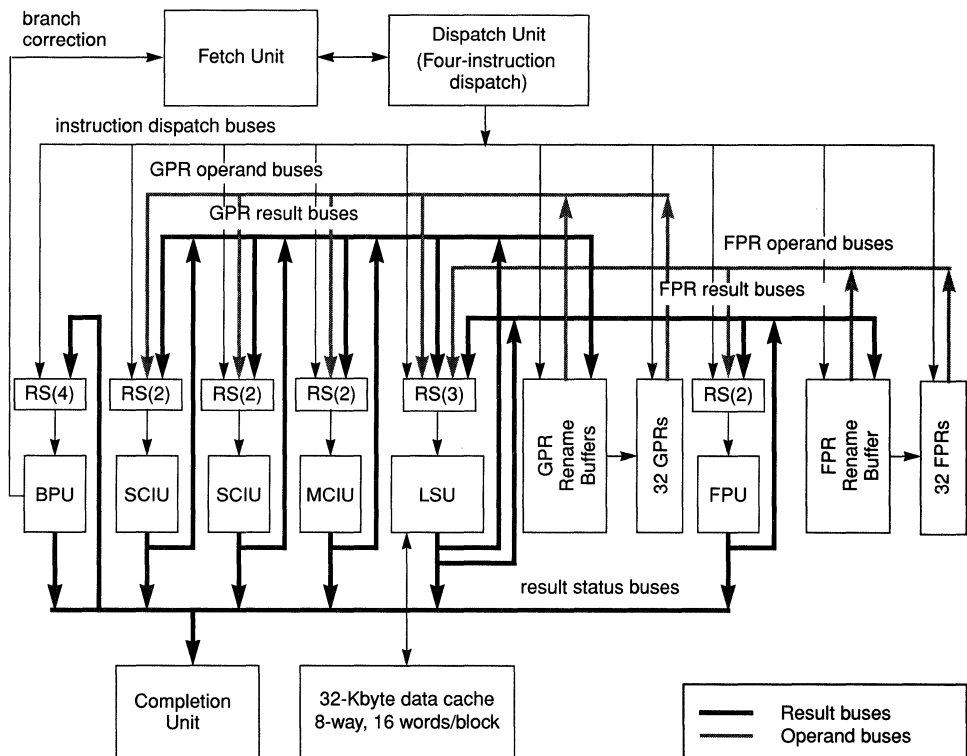 branch
correction
Fetch Unit
Dispatch Unit
(Four-instruction
dispatch)
instruction dispatch buses
GPR operand buses
GPR result buses
FPR operand buses
FPR result buses
RS(4)
RS(2)
RS(2)
RS(2)
RS(3)
RS(2)
GPR
Rename
Buffers
32 GPRs
FPR
Rename
Buffer
32 FPRs
BPU
SCIU
SCIU
MCIU
LSU
FPU
result status buses
Completion
Unit
32-Kbyte data cache
8-way, 16 words/block
Result buses
Operand buses